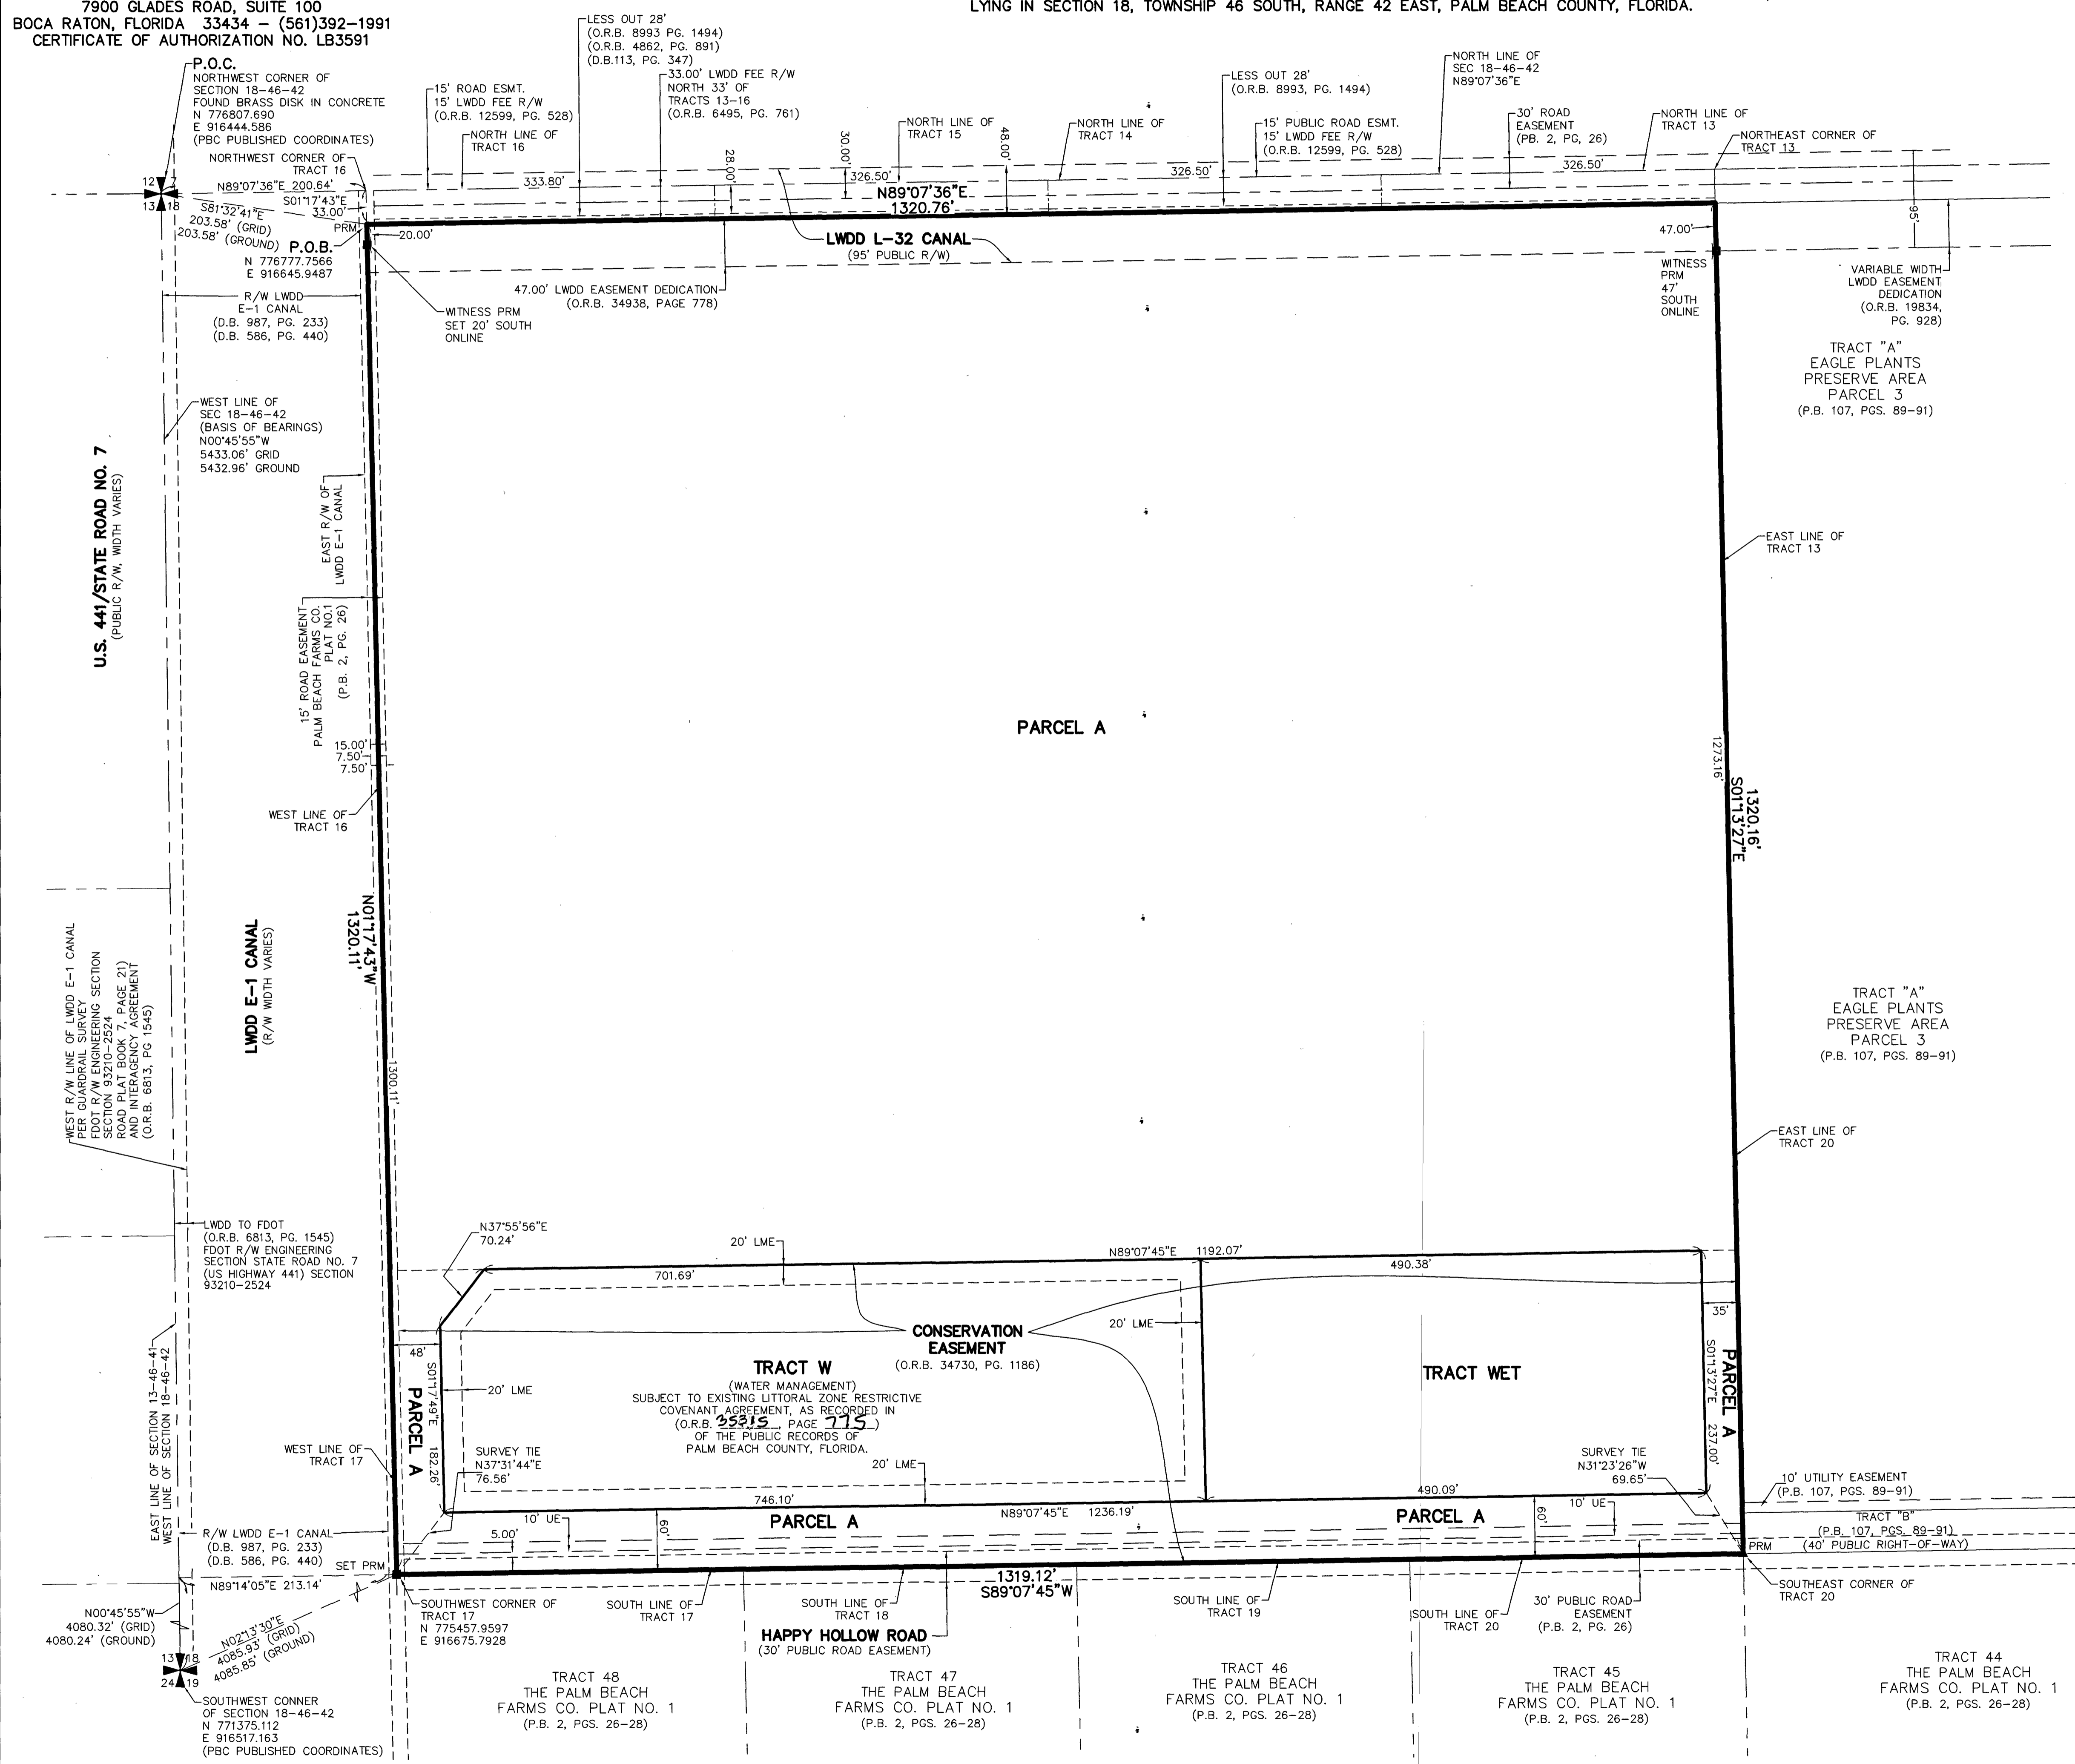 7900 GLADES ROAD, SUITE 100
BOCA RATON, FLORIDA 33434 – (561)392-1991
CERTIFICATE OF AUTHORIZATION NO. LB3591
LYING IN SECTION 18, TOWNSHIP 46 SOUTH, RANGE 42 EAST, PALM BEACH COUNTY, FLORIDA.
P.O.C.
NORTHWEST CORNER OF
SECTION 18-46-42
FOUND BRASS DISK IN CONCRETE
N 776807.690
E 916444.586
(PBC PUBLISHED COORDINATES)
NORTHWEST CORNER OF
TRACT 16
12
7
13
18
N89°07'36"E 200.64'
S01°17'43"E
33.00'
S81°32'41"E
203.58' (GRID)
203.58' (GROUND)
PRM
P.O.B.
N 776777.7566
E 916645.9487
LESS OUT 28'
(O.R.B. 8993 PG. 1494)
(O.R.B. 4862, PG. 891)
(D.B.113, PG. 347)
15' ROAD ESMT.
15' LWDD FEE R/W
(O.R.B. 12599, PG. 528)
NORTH LINE OF
TRACT 16
33.00' LWDD FEE R/W
NORTH 33' OF
TRACTS 13-16
(O.R.B. 6495, PG. 761)
NORTH LINE OF
TRACT 15
NORTH LINE OF
TRACT 14
LESS OUT 28'
(O.R.B. 8993, PG. 1494)
15' PUBLIC ROAD ESMT.
15' LWDD FEE R/W
(O.R.B. 12599, PG. 528)
NORTH LINE OF
SEC 18-46-42
N89°07'36"E
30' ROAD
EASEMENT
(PB. 2, PG, 26)
NORTH LINE OF
TRACT 13
NORTHEAST CORNER OF
TRACT 13
333.80'
28.00'
30.00'
326.50'
48.00'
326.50'
326.50'
N89°07'36"E
1320.76'
20.00'
LWDD L-32 CANAL
(95' PUBLIC R/W)
47.00'
95'
47.00' LWDD EASEMENT DEDICATION
(O.R.B. 34938, PAGE 778)
WITNESS PRM
SET 20' SOUTH
ONLINE
WITNESS
PRM
47'
SOUTH
ONLINE
VARIABLE WIDTH
LWDD EASEMENT
DEDICATION
(O.R.B. 19834,
PG. 928)
R/W LWDD
E-1 CANAL
(D.B. 987, PG. 233)
(D.B. 586, PG. 440)
TRACT "A"
EAGLE PLANTS
PRESERVE AREA
PARCEL 3
(P.B. 107, PGS. 89-91)
WEST LINE OF
SEC 18-46-42
(BASIS OF BEARINGS)
N00°45'55"W
5433.06' GRID
5432.96' GROUND
U.S. 441/STATE ROAD NO. 7
(PUBLIC R/W, WIDTH VARIES)
EAST R/W OF
LWDD E-1 CANAL
15' ROAD EASEMENT
PALM BEACH FARMS CO.
PLAT NO.1
(P.B. 2, PG. 26)
EAST LINE OF
TRACT 13
PARCEL A
15.00'
7.50'
7.50'
WEST LINE OF
TRACT 16
1273.16'
1320.16'
S01°13'27"E
N01°17'43"W
1320.11'
LWDD E-1 CANAL
(R/W WIDTH VARIES)
WEST R/W LINE OF LWDD E-1 CANAL
PER GUARDRAIL SURVEY
FDOT R/W ENGINEERING SECTION
SECTION 93210-2524
ROAD PLAT BOOK 7, PAGE 21)
AND INTERAGENCY AGREEMENT
(O.R.B. 6813, PG 1545)
1300.11'
TRACT "A"
EAGLE PLANTS
PRESERVE AREA
PARCEL 3
(P.B. 107, PGS. 89-91)
EAST LINE OF
TRACT 20
LWDD TO FDOT
(O.R.B. 6813, PG. 1545)
FDOT R/W ENGINEERING
SECTION STATE ROAD NO. 7
(US HIGHWAY 441) SECTION
93210-2524
N37°55'56"E
70.24'
20' LME
N89°07'45"E 1192.07'
701.69'
490.38'
35'
20' LME
CONSERVATION
EASEMENT
(O.R.B. 34730, PG. 1186)
48'
S01°17'49"E 182.26'
PARCEL A
20' LME
TRACT W
(WATER MANAGEMENT)
SUBJECT TO EXISTING LITTORAL ZONE RESTRICTIVE
COVENANT AGREEMENT, AS RECORDED IN
(O.R.B. 35315, PAGE 775)
OF THE PUBLIC RECORDS OF
PALM BEACH COUNTY, FLORIDA.
TRACT WET
S01°13'27"E 237.00'
PARCEL A
EAST LINE OF SECTION 13-46-41
WEST LINE OF SECTION 18-46-42
WEST LINE OF
TRACT 17
SURVEY TIE
N37°31'44"E
76.56'
20' LME
SURVEY TIE
N31°23'26"W
69.65'
10' UTILITY EASEMENT
(P.B. 107, PGS. 89-91)
746.10'
490.09'
N89°07'45"E 1236.19'
10' UE
5.00'
60'
PARCEL A
PARCEL A
10' UE
60'
TRACT "B"
(P.B. 107, PGS. 89-91)
(40' PUBLIC RIGHT-OF-WAY)
PRM
R/W LWDD E-1 CANAL
(D.B. 987, PG. 233)
(D.B. 586, PG. 440)
SET PRM
N89°14'05"E 213.14'
1319.12'
S89°07'45"W
SOUTHWEST CORNER OF
TRACT 17
N 775457.9597
E 916675.7928
SOUTH LINE OF
TRACT 17
SOUTH LINE OF
TRACT 18
SOUTH LINE OF
TRACT 19
SOUTH LINE OF
TRACT 20
30' PUBLIC ROAD
EASEMENT
(P.B. 2, PG. 26)
SOUTHEAST CORNER OF
TRACT 20
HAPPY HOLLOW ROAD
(30' PUBLIC ROAD EASEMENT)
N00°45'55"W
4080.32' (GRID)
4080.24' (GROUND)
N02°13'30"E
4085.93' (GRID)
4085.85' (GROUND)
13
18
24
19
SOUTHWEST CONNER
OF SECTION 18-46-42
N 771375.112
E 916517.163
(PBC PUBLISHED COORDINATES)
TRACT 48
THE PALM BEACH
FARMS CO. PLAT NO. 1
(P.B. 2, PGS. 26-28)
TRACT 47
THE PALM BEACH
FARMS CO. PLAT NO. 1
(P.B. 2, PGS. 26-28)
TRACT 46
THE PALM BEACH
FARMS CO. PLAT NO. 1
(P.B. 2, PGS. 26-28)
TRACT 45
THE PALM BEACH
FARMS CO. PLAT NO. 1
(P.B. 2, PGS. 26-28)
TRACT 44
THE PALM BEACH
FARMS CO. PLAT NO. 1
(P.B. 2, PGS. 26-28)